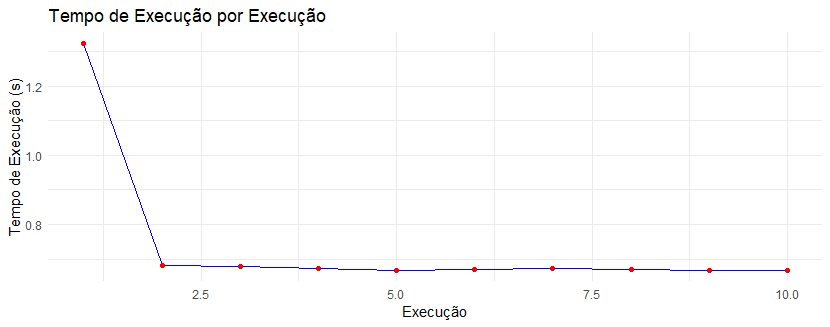 Tempo de Execução por Execução
Tempo de Execução (s)
1.2
1.0
0.8
2.5 5.0 7.5 10.0
Execução